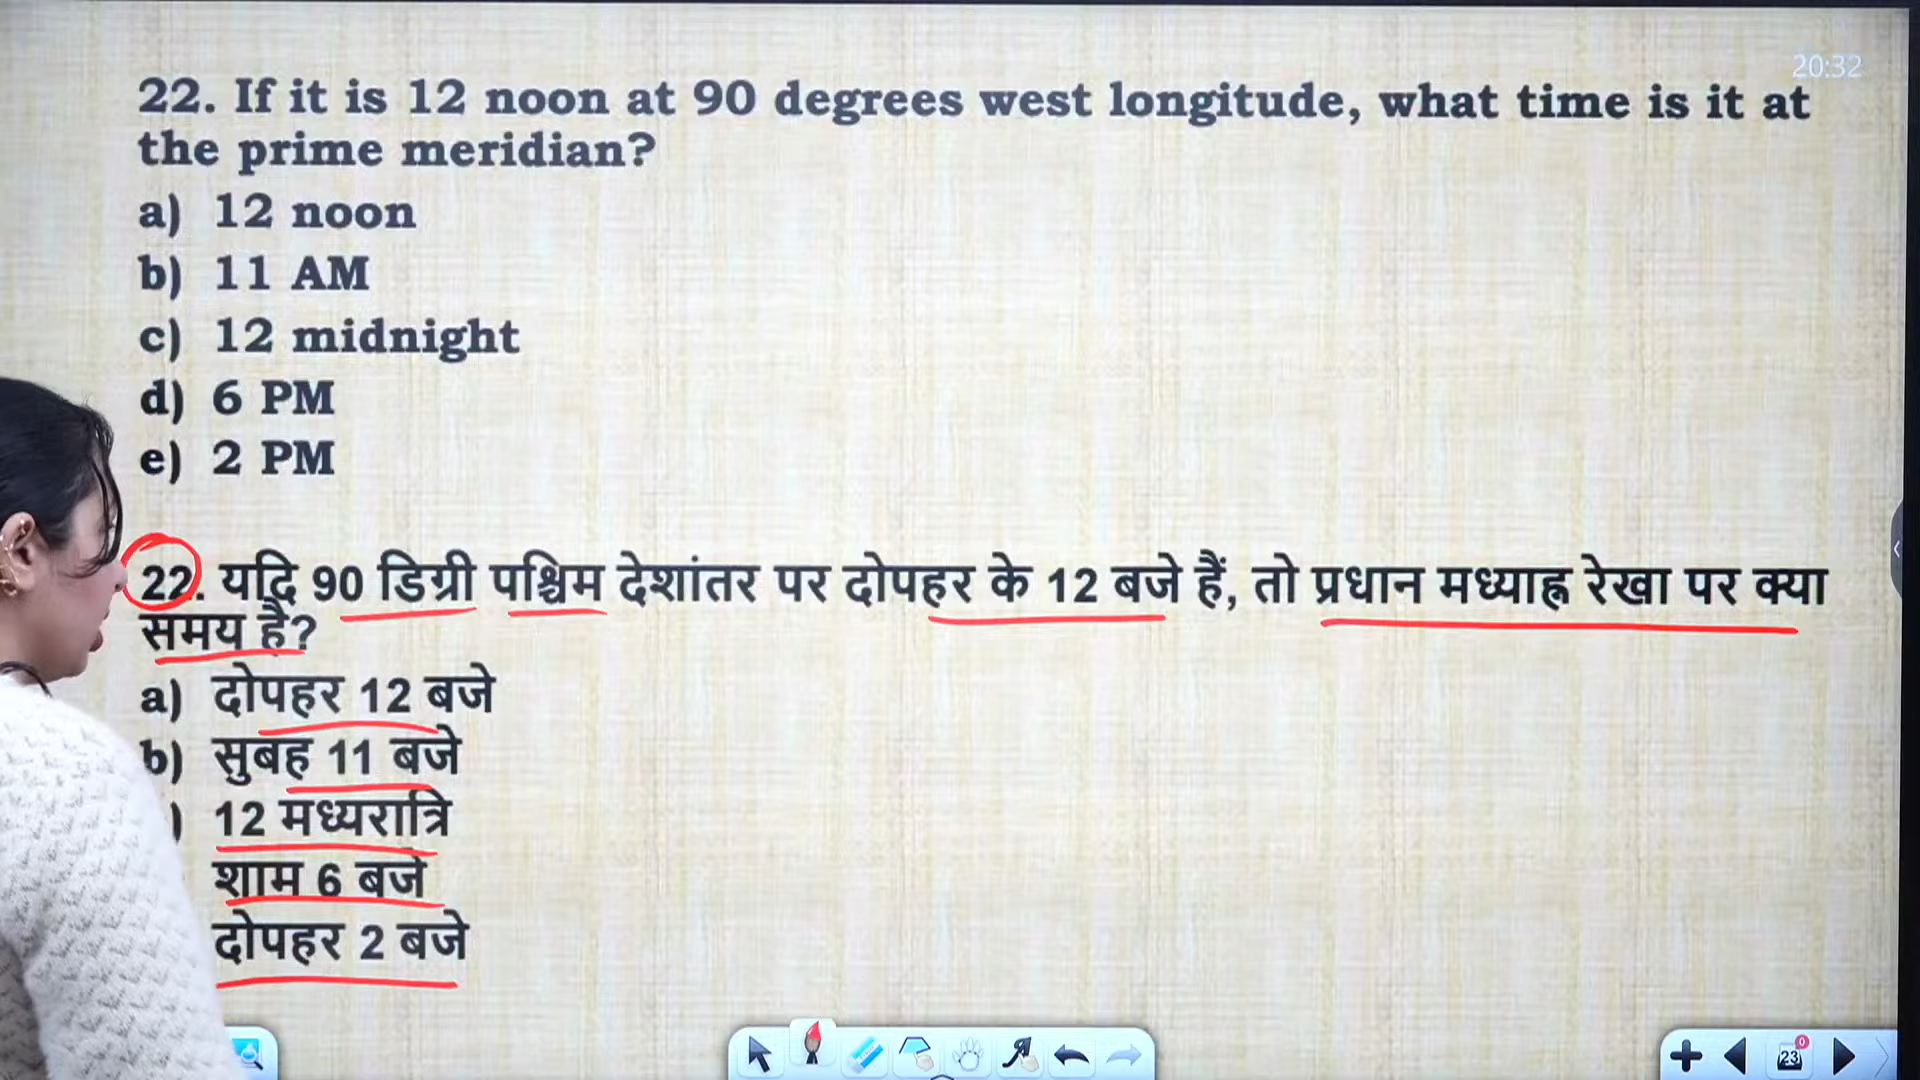 20:32
22. If it is 12 noon at 90 degrees west longitude, what time is it at
the prime meridian?
a) 12 noon
b) 11 AM
c) 12 midnight
d) 6 PM
e) 2 PM
22. यदि 90 डिग्री पश्चिम देशांतर पर दोपहर के 12 बजे हैं, तो प्रधान मध्याह्न रेखा पर क्या
समय है?
a) दोपहर 12 बजे
b) सुबह 11 बजे
) 12 मध्यरात्रि
शाम 6 बजे
दोपहर 2 बजे
23
0